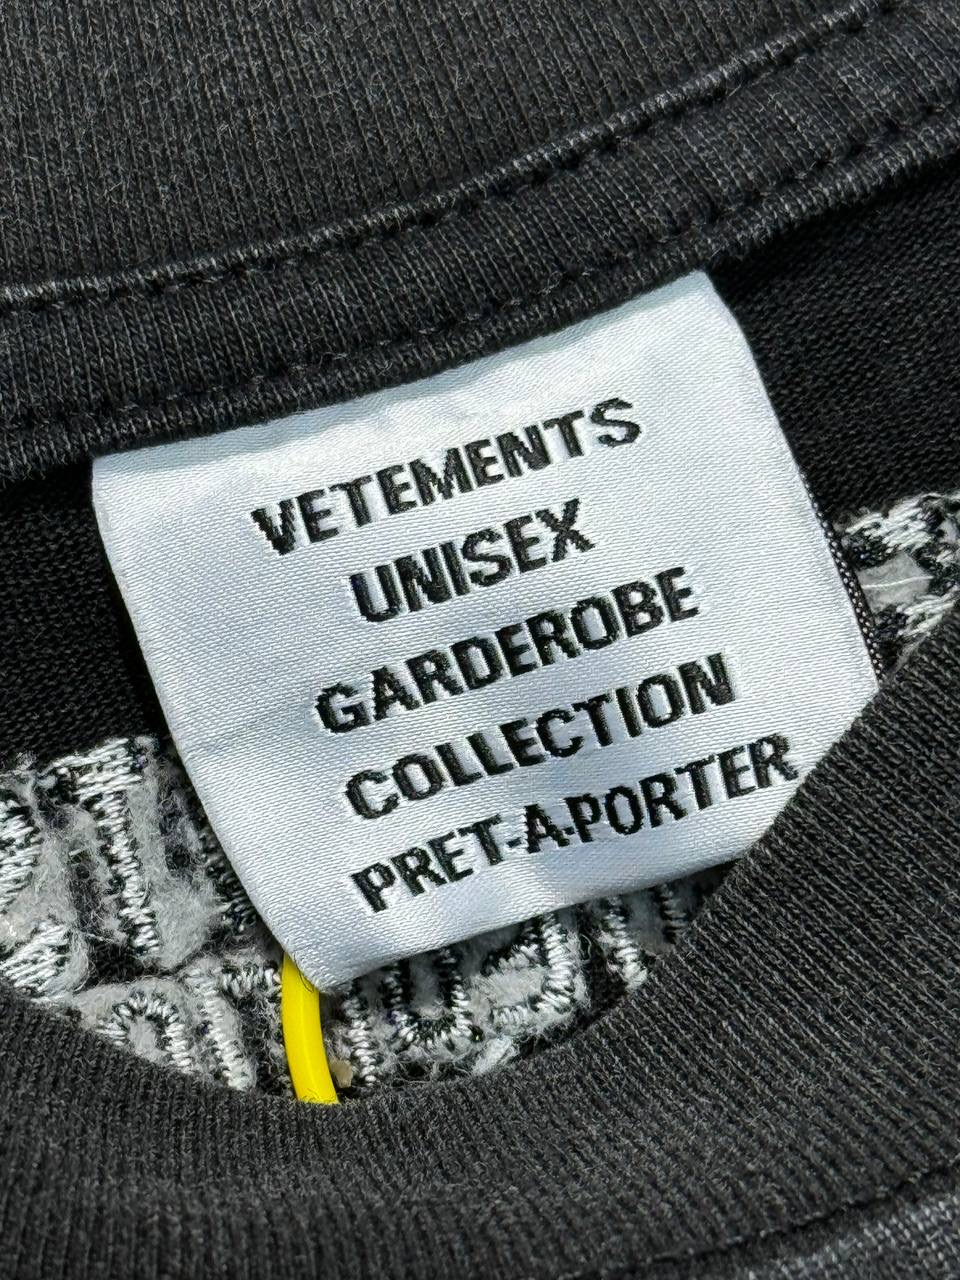 VETEMENTS
UNISEX
GARDEROBE
COLLECTION
PRET-A-PORTER